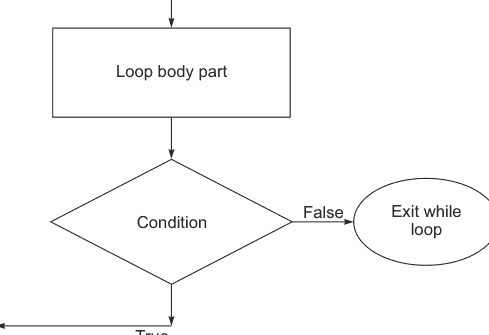 Loop body part
Condition
False
Exit while
loop
True